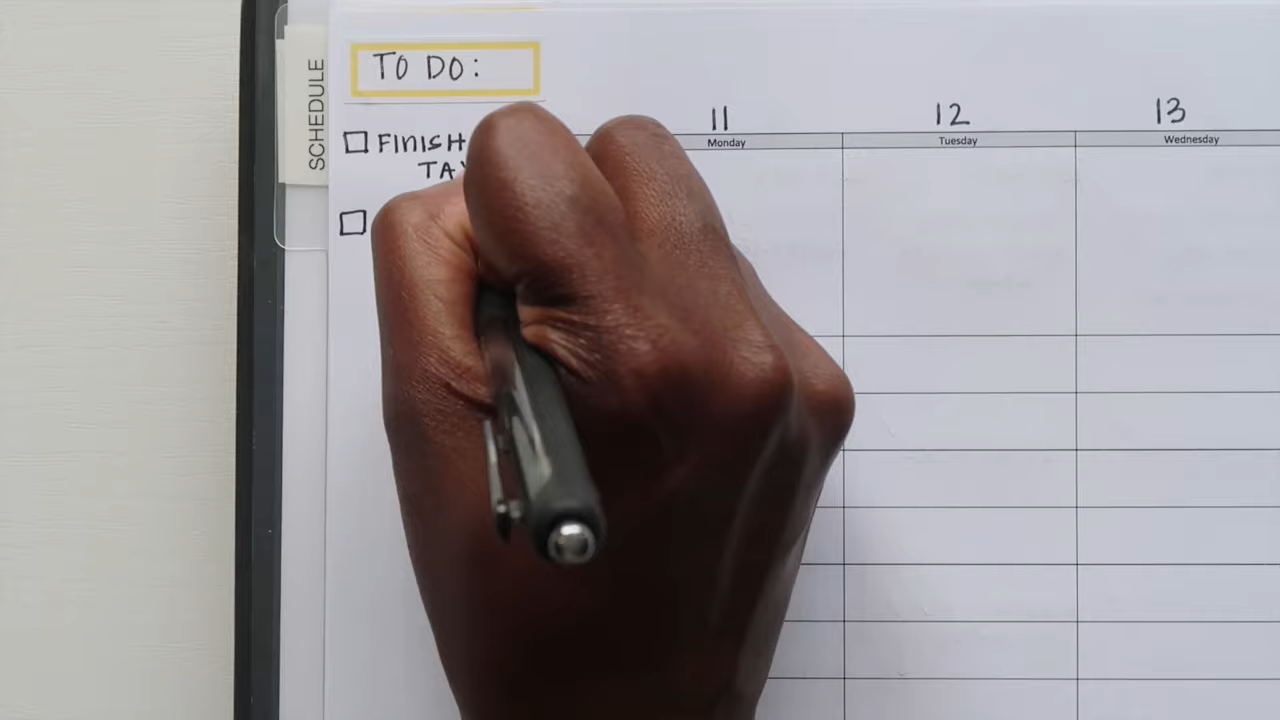 SCHEDULE
TO DO:
FINISH
11
12
13
Monday
Tuesday
Wednesday